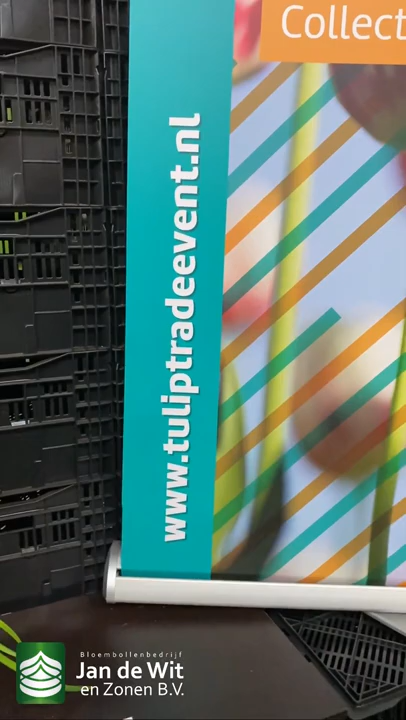 Collect
www.tuliptradeevent.nl
Bloembollenbedrijf
Jan de Wit
en Zonen B.V.